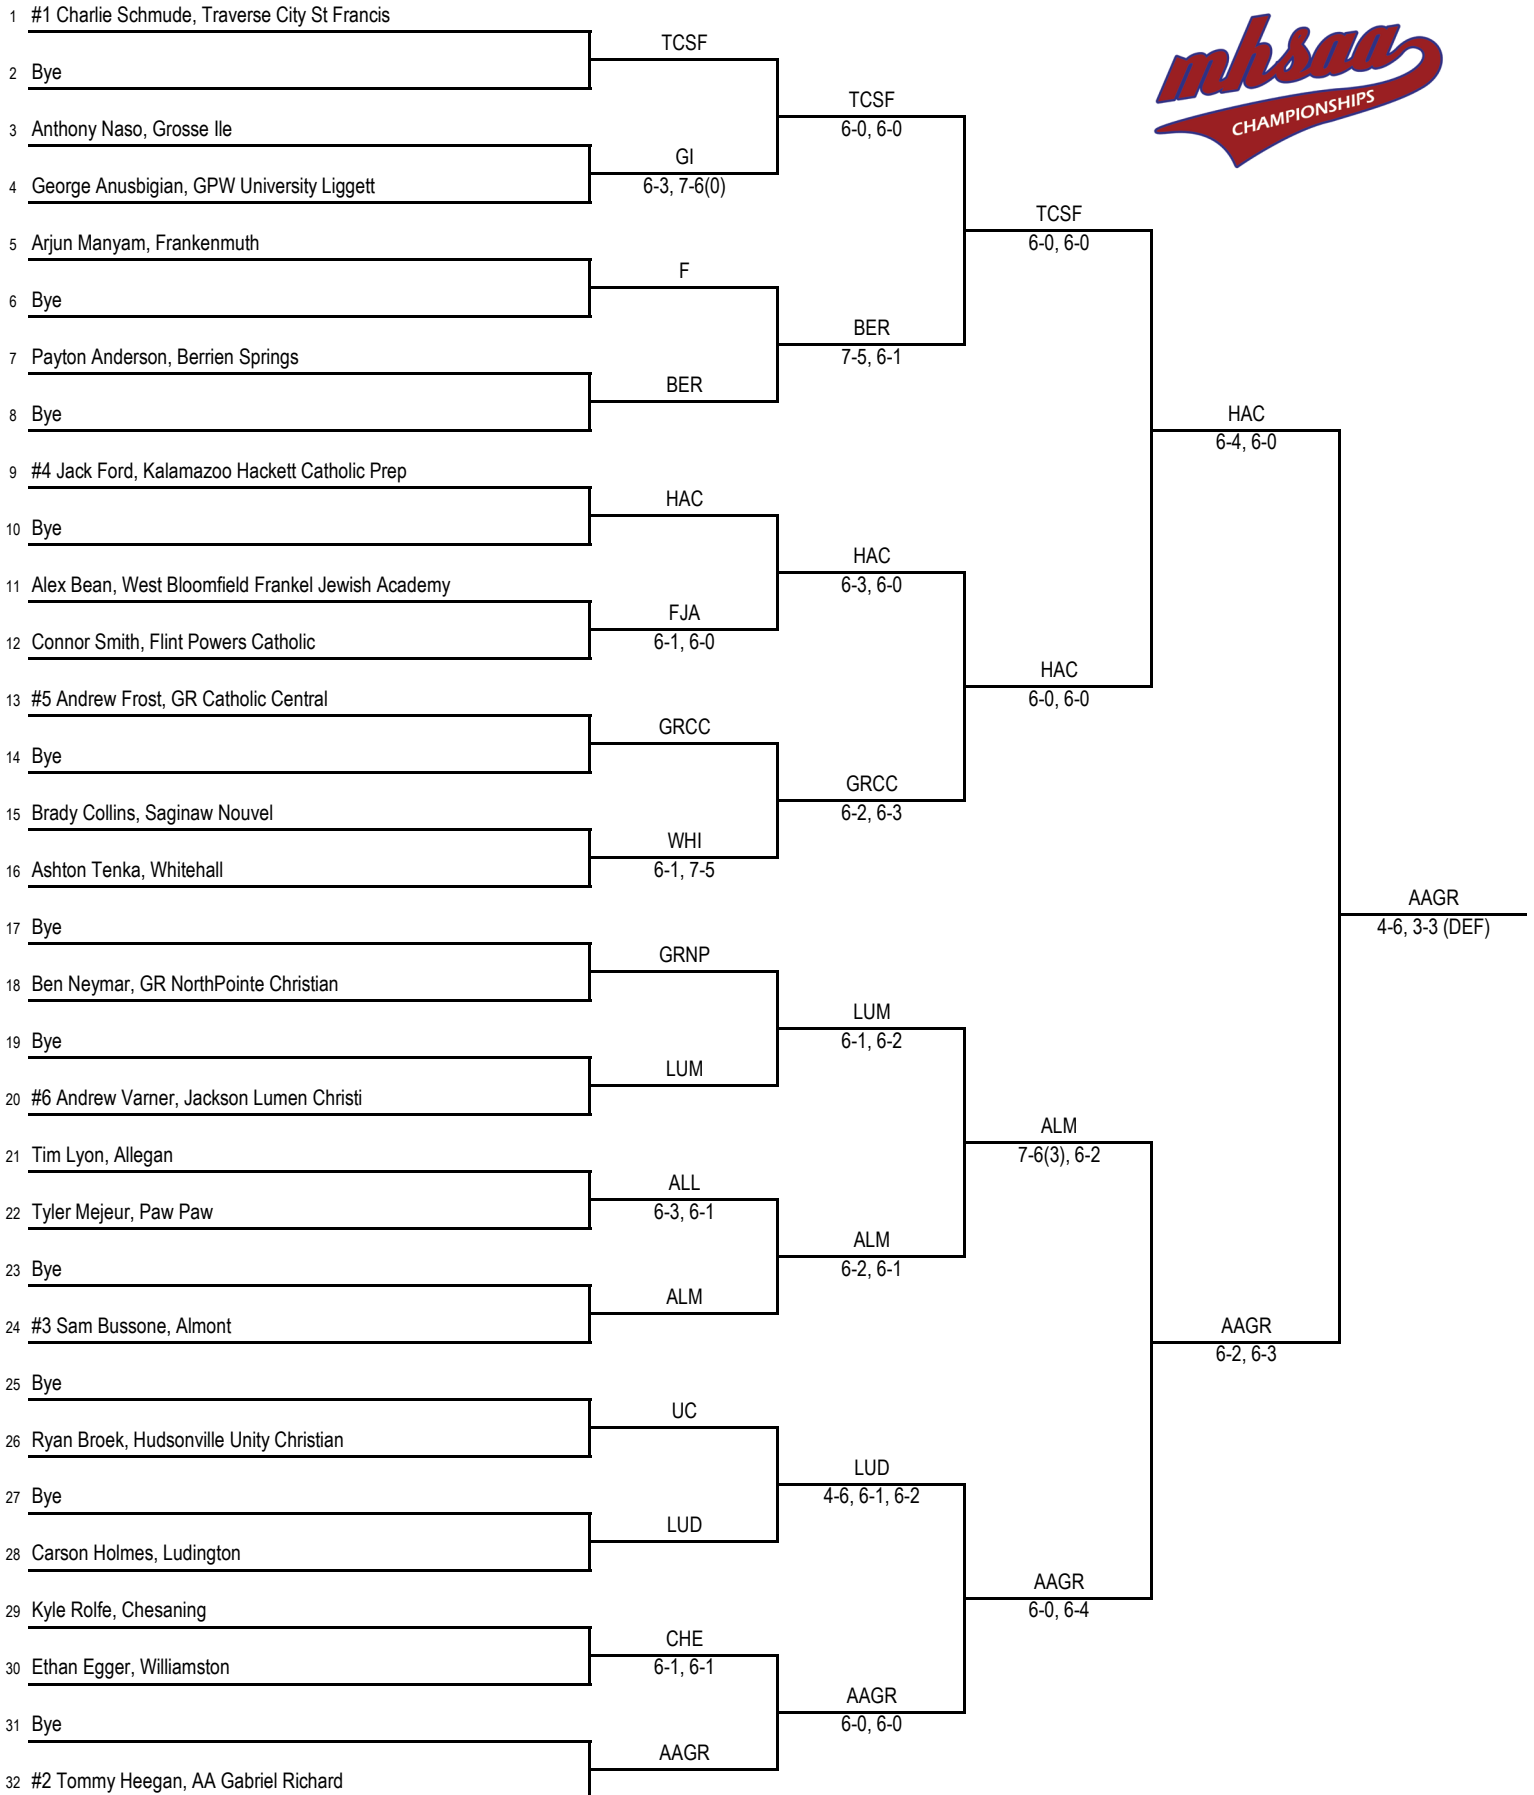 1 #1 Charlie Schmude, Traverse City St Francis
TCSF
2 Bye
3 Anthony Naso, Grosse Ile
GI
4 George Anusbigian, GPW University Liggett
6-3, 7-6(0)
TCSF
6-0, 6-0
5 Arjun Manyam, Frankenmuth
F
6 Bye
7 Payton Anderson, Berrien Springs
BER
8 Bye
BER
7-5, 6-1
TCSF
6-0, 6-0
9 #4 Jack Ford, Kalamazoo Hackett Catholic Prep
HAC
10 Bye
11 Alex Bean, West Bloomfield Frankel Jewish Academy
FJA
12 Connor Smith, Flint Powers Catholic
6-1, 6-0
HAC
6-3, 6-0
13 #5 Andrew Frost, GR Catholic Central
GRCC
14 Bye
15 Brady Collins, Saginaw Nouvel
WHI
16 Ashton Tenka, Whitehall
6-1, 7-5
GRCC
6-2, 6-3
HAC
6-0, 6-0
HAC
6-4, 6-0
17 Bye
GRNP
18 Ben Neymar, GR NorthPointe Christian
19 Bye
LUM
20 #6 Andrew Varner, Jackson Lumen Christi
LUM
6-1, 6-2
21 Tim Lyon, Allegan
ALL
22 Tyler Mejeur, Paw Paw
6-3, 6-1
23 Bye
ALM
24 #3 Sam Bussone, Almont
ALM
6-2, 6-1
ALM
7-6(3), 6-2
25 Bye
UC
26 Ryan Broek, Hudsonville Unity Christian
27 Bye
LUD
28 Carson Holmes, Ludington
LUD
4-6, 6-1, 6-2
29 Kyle Rolfe, Chesaning
CHE
30 Ethan Egger, Williamston
6-1, 6-1
31 Bye
AAGR
32 #2 Tommy Heegan, AA Gabriel Richard
AAGR
6-0, 6-0
AAGR
6-0, 6-4
AAGR
6-2, 6-3
AAGR
4-6, 3-3 (DEF)
mhsaa
CHAMPIONSHIPS